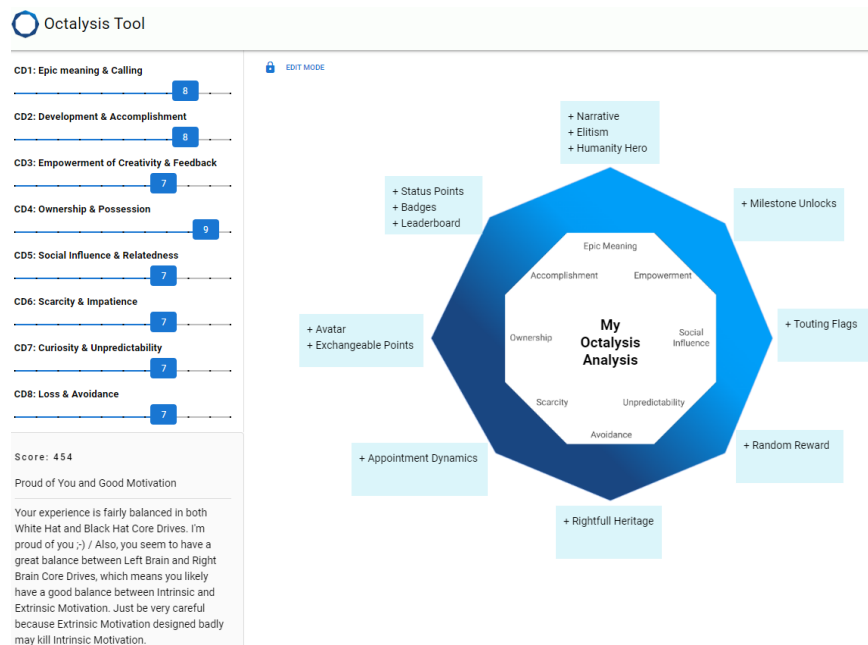 Octalysis Tool
CD1: Epic meaning & Calling
8
CD2: Development & Accomplishment
8
CD3: Empowerment of Creativity & Feedback
7
CD4: Ownership & Possession
9
CD5: Social Influence & Relatedness
7
CD6: Scarcity & Impatience
7
CD7: Curiosity & Unpredictability
7
CD8: Loss & Avoidance
7
Score: 454
Proud of You and Good Motivation
Your experience is fairly balanced in both
White Hat and Black Hat Core Drives. I'm
proud of you ;-) / Also, you seem to have a
great balance between Left Brain and Right
Brain Core Drives, which means you likely
have a good balance between Intrinsic and
Extrinsic Motivation. Just be very careful
because Extrinsic Motivation designed badly
may kill Intrinsic Motivation.
EDIT MODE
+ Narrative
+ Elitism
+ Humanity Hero
+ Status Points
+ Badges
+ Leaderboard
+ Milestone Unlocks
Epic Meaning
Accomplishment
Empowerment
+ Avatar
+ Exchangeable Points
Ownership
My
Octalysis
Analysis
Social
Influence
+ Touting Flags
Scarcity
Unpredictability
Avoidance
+ Appointment Dynamics
+ Random Reward
+ Rightfull Heritage